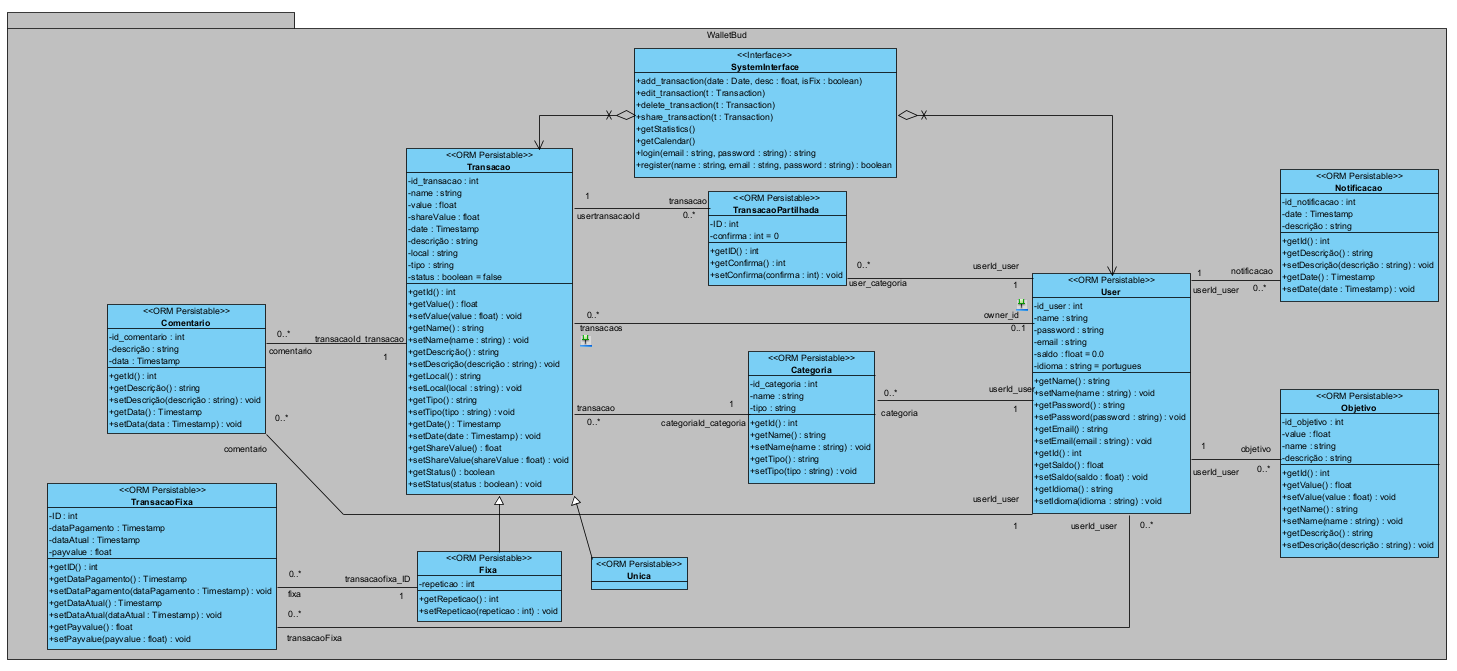 WalletBud
<<Interface>>
SystemInterface
+add_transaction(date : Date, desc : float, isFix : boolean)
+edit_transaction(t : Transaction)
+delete_transaction(t : Transaction)
+share_transaction(t : Transaction)
+getStatistics()
+getCalendar()
+login(email : string, password : string) : string
+register(name : string, email : string, password : string) : boolean
<<ORM Persistable>>
Transacao
-id_transacao : int
-name : string
-value : float
-shareValue : float
-date : Timestamp
-descrição : string
-local : string
-tipo : string
-status : boolean = false
+getId() : int
+getValue() : float
+setValue(value : float) : void
+getName() : string
+setName(name : string) : void
+getDescrição() : string
+setDescrição(descrição : string) : void
+getLocal() : string
+setLocal(local : string) : void
+getTipo() : string
+setTipo(tipo : string) : void
+getDate() : Timestamp
+setDate(date : Timestamp) : void
+getShareValue() : float
+setShareValue(shareValue : float) : void
+getStatus() : boolean
+setStatus(status : boolean) : void
1
usertransacaoId
transacao
0..*
<<ORM Persistable>>
TransacaoPartilhada
-ID : int
-confirma : int = 0
+getID() : int
+getConfirma() : int
+setConfirma(confirma : int) : void
0..*
user_categoria
userId_user
1
<<ORM Persistable>>
Notificacao
-id_notificacao : int
-date : Timestamp
-descrição : string
+getId() : int
+getDescrição() : string
+setDescrição(descrição : string) : void
+getDate() : Timestamp
+setDate(date : Timestamp) : void
1
userId_user
notificacao
0..*
<<ORM Persistable>>
User
-id_user : int
-name : string
-password : string
-email : string
-saldo : float = 0.0
-idioma : string = portugues
+getName() : string
+setName(name : string) : void
+getPassword() : string
+setPassword(password : string) : void
+getEmail() : string
+setEmail(email : string) : void
+getId() : int
+getSaldo() : float
+setSaldo(saldo : float) : void
+getIdioma() : string
+setIdioma(idioma : string) : void
0..*
transacaos
owner_id
0..1
<<ORM Persistable>>
Comentario
-id_comentario : int
-descrição : string
-data : Timestamp
+getId() : int
+getDescrição() : string
+setDescrição(descrição : string) : void
+getData() : Timestamp
+setData(data : Timestamp) : void
0..*
comentario
transacaoId_transacao
1
0..*
comentario
userId_user
1
<<ORM Persistable>>
Categoria
-id_categoria : int
-name : string
-tipo : string
+getId() : int
+getName() : string
+setName(name : string) : void
+getTipo() : string
+setTipo(tipo : string) : void
transacao
0..*
1
categoriaId_categoria
0..*
categoria
userId_user
1
<<ORM Persistable>>
Objetivo
-id_objetivo : int
-value : float
-name : string
-descrição : string
+getId() : int
+getValue() : float
+setValue(value : float) : void
+getName() : string
+setName(name : string) : void
+getDescrição() : string
+setDescrição(descrição : string) : void
1
userId_user
objetivo
0..*
<<ORM Persistable>>
TransacaoFixa
-ID : int
-dataPagamento : Timestamp
-dataAtual : Timestamp
-payvalue : float
+getID() : int
+getDataPagamento() : Timestamp
+setDataPagamento(dataPagamento : Timestamp) : void
+getDataAtual() : Timestamp
+setDataAtual(dataAtual : Timestamp) : void
+getPayvalue() : float
+setPayvalue(payvalue : float) : void
0..*
fixa
transacaofixa_ID
1
0..*
transacaoFixa
userId_user
0..*
<<ORM Persistable>>
Fixa
-repeticao : int
+getRepeticao() : int
+setRepeticao(repeticao : int) : void
<<ORM Persistable>>
Unica